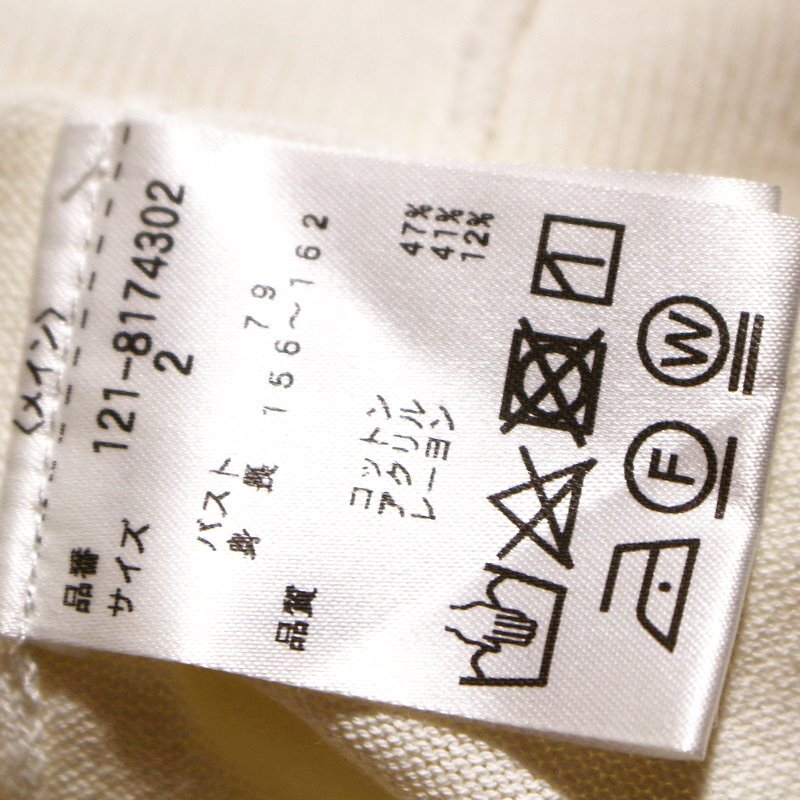 〈メイン〉
品番 121-8174302
サイズ 2
バスト 79
身長 156～162
品質
コットン 47%
アクリル 41%
レーヨン 12%
W
F